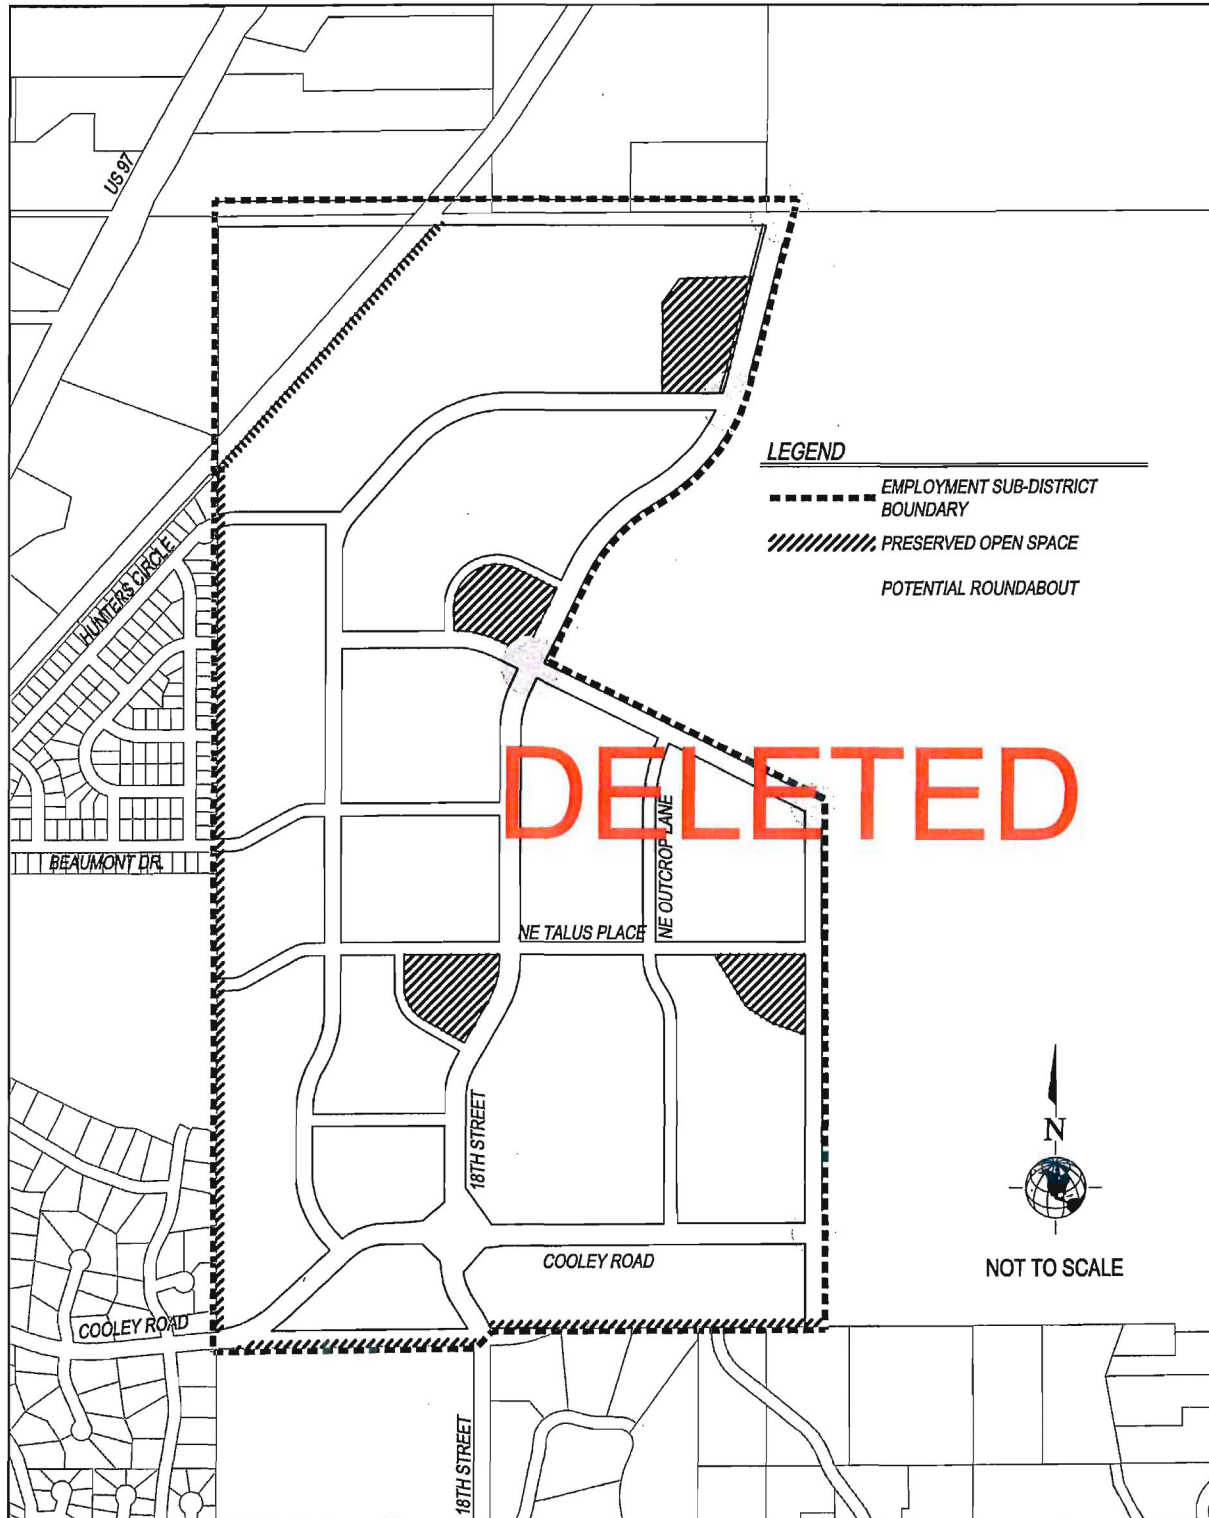 US 97
LEGEND
EMPLOYMENT SUB-DISTRICT
BOUNDARY
PRESERVED OPEN SPACE
POTENTIAL ROUNDABOUT
HUNTERS CIRCLE
DELETED
NE OUTCROP LANE
BEAUMONT DR.
NE TALUS PLACE
18TH STREET
N
COOLEY ROAD
NOT TO SCALE
COOLEY ROAD
18TH STREET